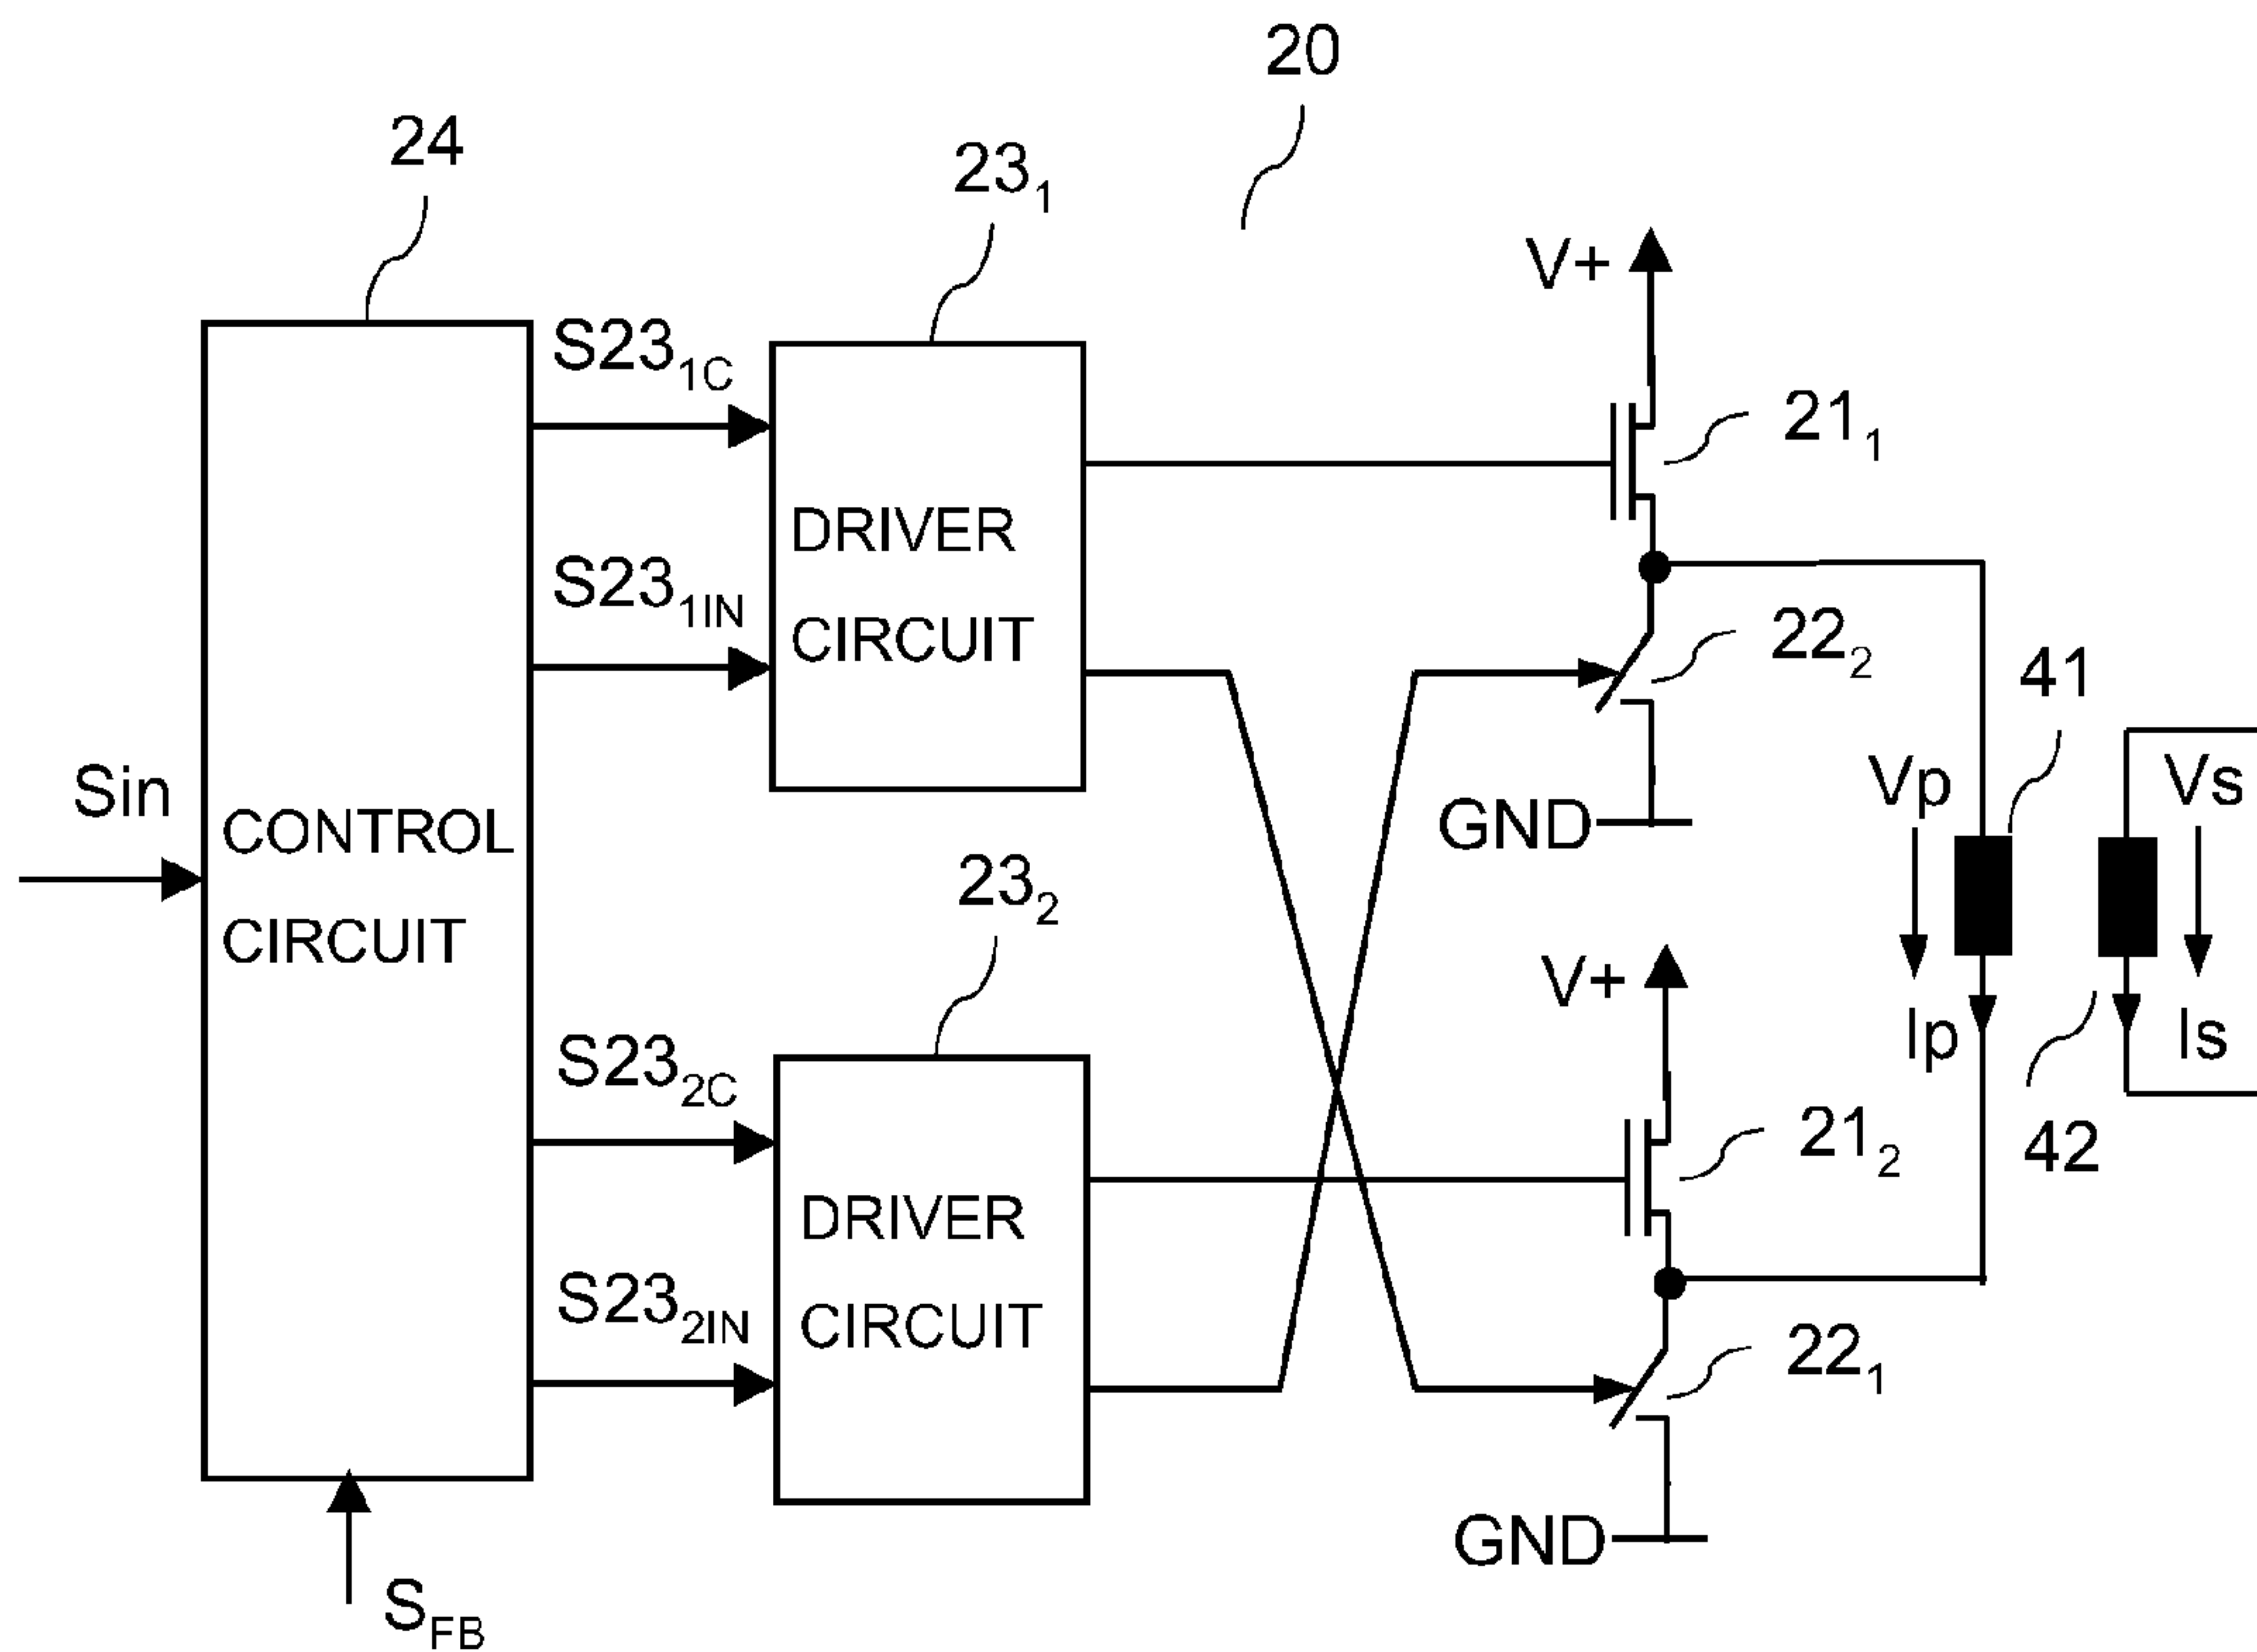 20
24
23₁
V+
S23₁C
21₁
DRIVER
CIRCUIT
S23₁IN
22₂
41
Sin
CONTROL
CIRCUIT
GND
Vp
Vs
23₂
V+
Ip
Is
S23₂C
21₂
42
DRIVER
CIRCUIT
S23₂IN
22₁
GND
S_FB